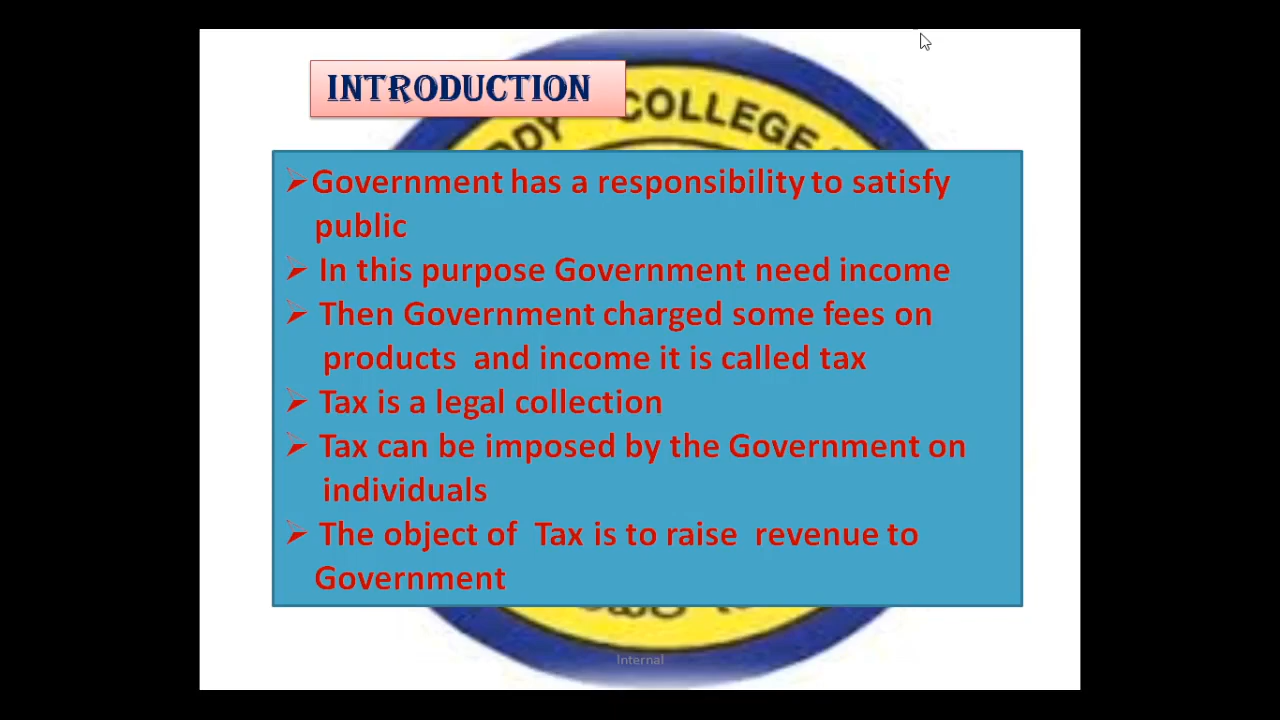 INTRODUCTION
COLLEGE
➢Government has a responsibility to satisfy
public
➢ In this purpose Government need income
➢ Then Government charged some fees on
products and income it is called tax
➢ Tax is a legal collection
➢ Tax can be imposed by the Government on
individuals
➢ The object of Tax is to raise revenue to
Government
Internal